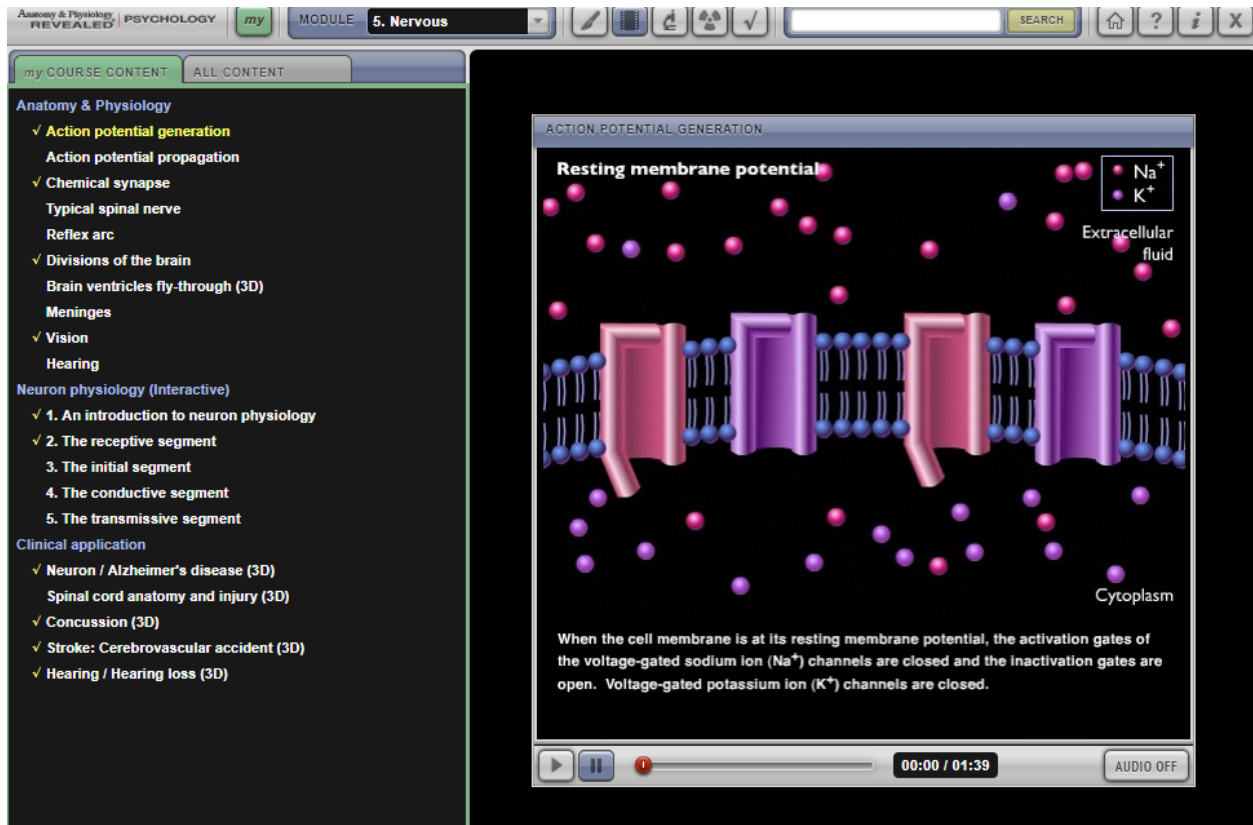 Anatomy & Physiology
REVEALED
PSYCHOLOGY
my
MODULE
5. Nervous
SEARCH
?
i
X
my COURSE CONTENT
ALL CONTENT
Anatomy & Physiology
√ Action potential generation
Action potential propagation
√ Chemical synapse
Typical spinal nerve
Reflex arc
√ Divisions of the brain
Brain ventricles fly-through (3D)
Meninges
√ Vision
Hearing
Neuron physiology (Interactive)
√ 1. An introduction to neuron physiology
√ 2. The receptive segment
3. The initial segment
4. The conductive segment
5. The transmissive segment
Clinical application
√ Neuron / Alzheimer's disease (3D)
Spinal cord anatomy and injury (3D)
√ Concussion (3D)
√ Stroke: Cerebrovascular accident (3D)
√ Hearing / Hearing loss (3D)
ACTION POTENTIAL GENERATION
Resting membrane potential
Na⁺
K⁺
Extracellular
fluid
Cytoplasm
When the cell membrane is at its resting membrane potential, the activation gates of
the voltage-gated sodium ion (Na⁺) channels are closed and the inactivation gates are
open. Voltage-gated potassium ion (K⁺) channels are closed.
00:00 / 01:39
AUDIO OFF